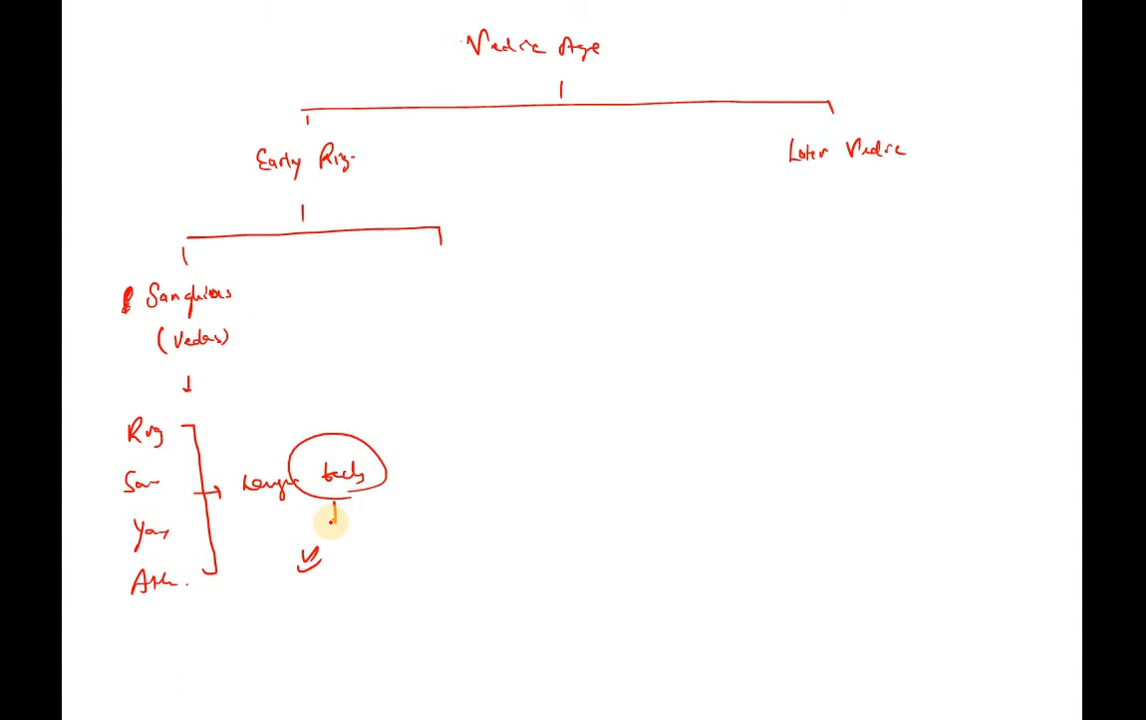 Vedic Age
Early Rig.
Later Vedic
Samhitas
(Vedas)
Rig
Sam
Yaj
Ath.